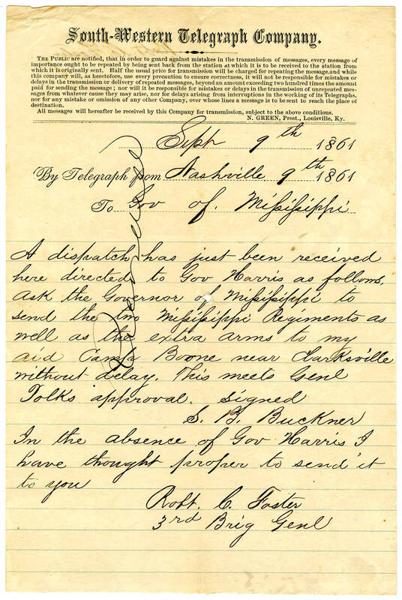 South-Western Telegraph Company.
THE PUBLIC are notified, that in order to guard against mistakes in the transmission of messages, every message of
importance ought to be repeated by being sent back from the station at which it is to be received to the station from
which it is originally sent. Half the usual price for transmission will be charged for repeating the message, and while
this company will, as heretofore, use every precaution to ensure correctness, it will not be responsible for mistakes or
delays in the transmission or delivery of repeated messages, beyond an amount exceeding two hundred times the amount
paid for sending the message; nor will it be responsible for mistakes or delays in the transmission of unrepeated messages
from whatever cause they may arise, nor for delays arising from interruptions in the working of its Telegraphs,
nor for any mistake or omission of any other Company, over whose lines a message is to be sent to reach the place of
destination.
All messages will hereafter be received by this Company for transmission, subject to the above conditions.
N. GREEN, Prest., Louisville, Ky.
Sept 9th 1861
By Telegraph from Nashville 9th 1861
To Gov of Missisippi
A dispatch has just been received
here directed to Gov Harris as follows.
ask the Governor of Missisippi to
send the two Missisippi Regiments as
well as the extra arms to my
aid Camp Boone near Clarksville
without delay. This meets Genl
Polks approval. signed
S. B. Buckner
In the absence of Gov Harris I
have thought proper to send it
to you
Robt. C. Foster
3rd Brig Genl